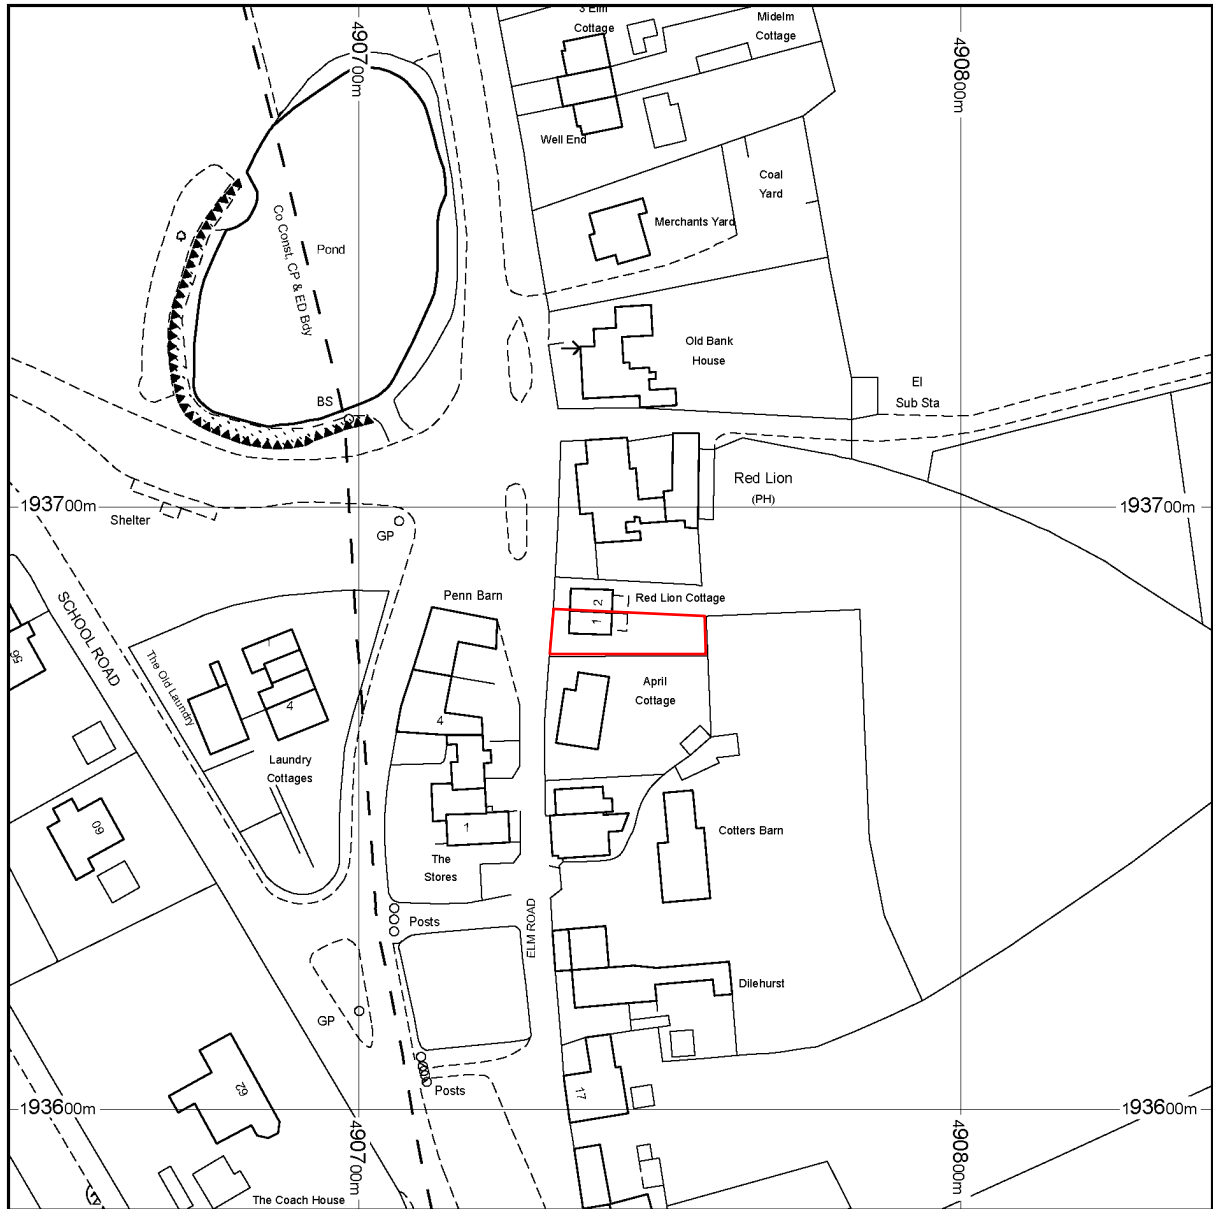 3 Elm
Cottage
Midelm
Cottage
490700m
490800m
Well End
Coal
Yard
Merchants Yard
Pond
Co Const, CP & ED Bdy
Old Bank
House
El
Sub Sta
BS
Red Lion
(PH)
193700m
193700m
Shelter
GP
SCHOOL ROAD
Penn Barn
Red Lion Cottage
2
1
56
The Old Laundry
1
4
4
April
Cottage
Laundry
Cottages
60
1
Cotters Barn
The
Stores
ELM ROAD
Posts
Dilehurst
GP
62
Posts
17
193600m
193600m
490700m
490800m
The Coach House